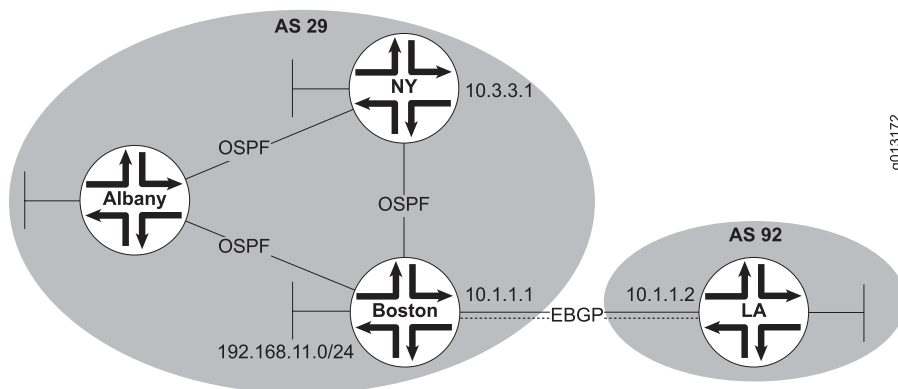 AS 29
NY
10.3.3.1
g013172
OSPF
Albany
OSPF
OSPF
AS 92
10.1.1.1
10.1.1.2
Boston
EBGP
LA
192.168.11.0/24